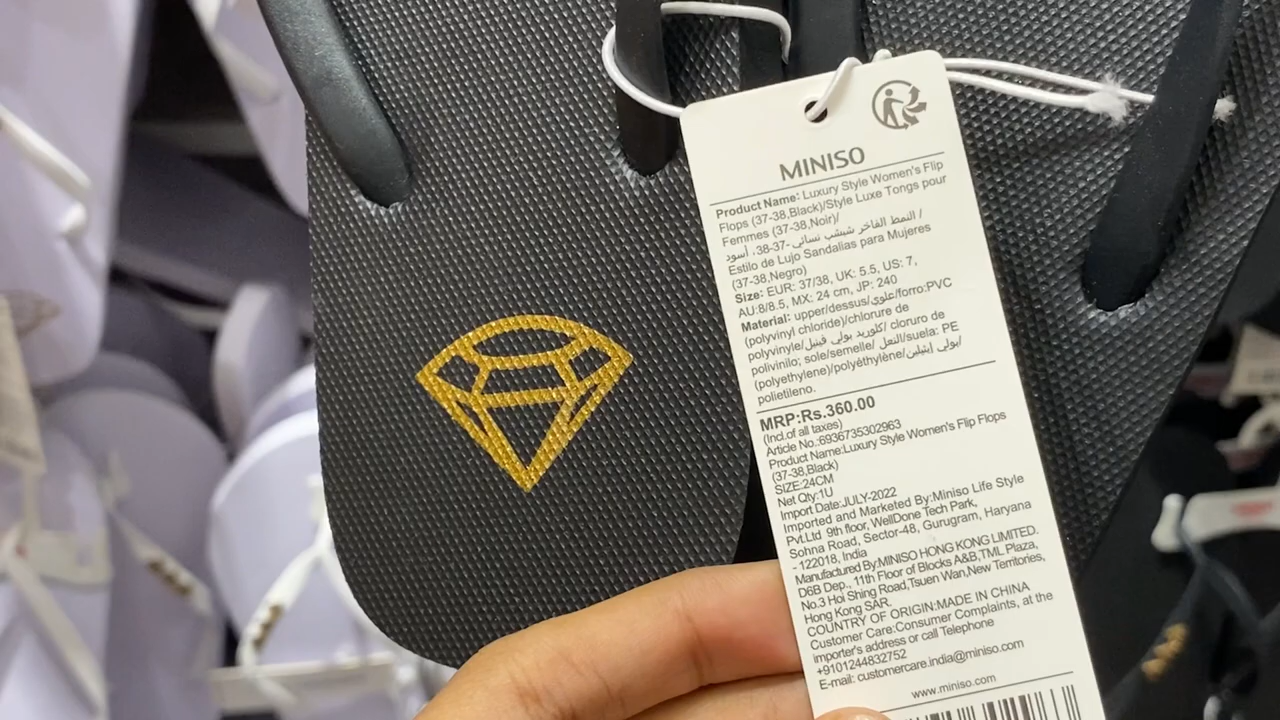 MINISO
Product Name: Luxury Style Women's Flip
Flops (37-38,Black)/Style Luxe Tongs pour
Femmes (37-38,Noir)/
النمط الفاخر شبشب نسائي -37-38، أسود /
Estilo de Lujo Sandalias para Mujeres
(37-38,Negro)
Size: EUR: 37/38, UK: 5.5, US: 7,
AU:8/8.5, MX: 24 cm, JP: 240
Material: upper/dessus/علوي/forro:PVC
(polyvinyl chloride)/chlorure de
polyvinyle/كلوريد بولي فينيل/ cloruro de
polivinilo; sole/semelle/ النعل/suela: PE
(polyethylene)/polyéthylène/بولي إيثيلين/
polietileno.
MRP:Rs.360.00
(Incl.of all taxes)
Article No.:6936735302963
Product Name:Luxury Style Women's Flip Flops
(37-38,Black)
SIZE:24CM
Net Qty:1U
Import Date:JULY-2022
Imported and Marketed By:Miniso Life Style
Pvt.Ltd 9th floor, WellDone Tech Park,
Sohna Road, Sector-48, Gurugram, Haryana
- 122018, India
Manufactured By:MINISO HONG KONG LIMITED.
D6B Dep., 11th Floor of Blocks A&B,TML Plaza,
No.3 Hoi Shing Road,Tsuen Wan,New Territories,
Hong Kong SAR.
COUNTRY OF ORIGIN:MADE IN CHINA
Customer Care:Consumer Complaints, at the
importer's address or call Telephone
+9101244832752
E-mail: customercare.india@miniso.com
www.miniso.com